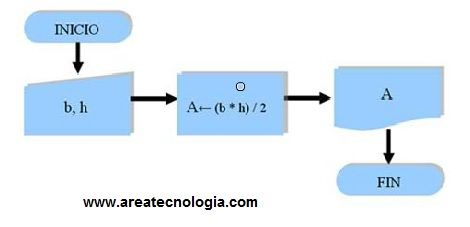 INICIO
b, h
A← (b * h) / 2
A
FIN
www.areatecnologia.com